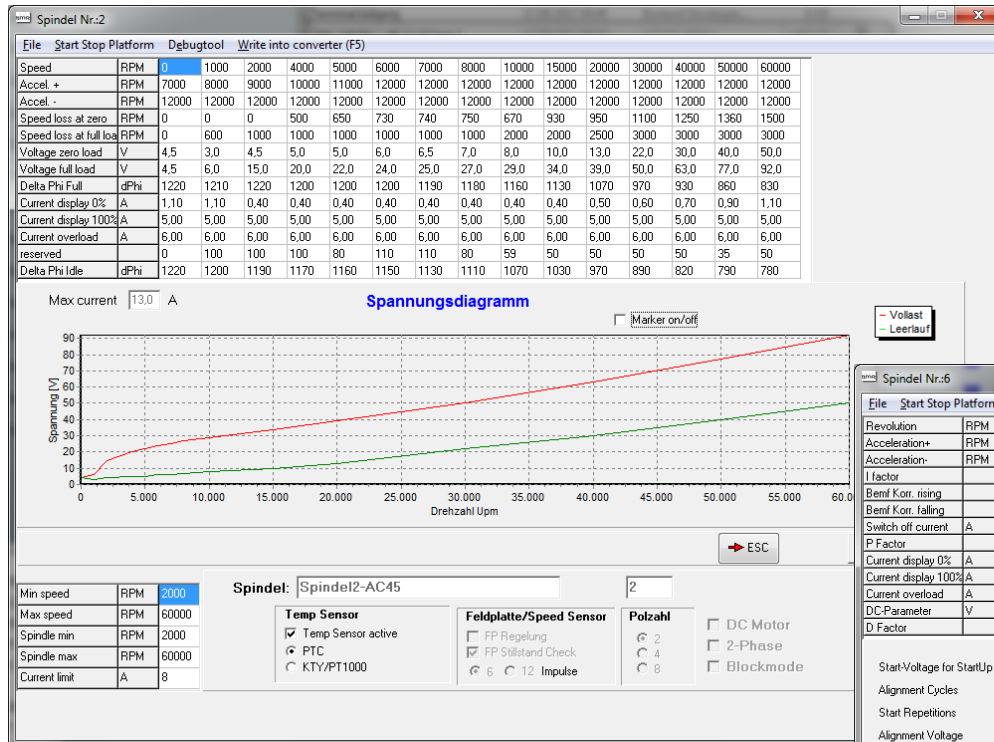 Spindel Nr.:2
File Start Stop Platform Debugtool Write into converter (F5)
Speed RPM 0 1000 2000 4000 5000 6000 7000 8000 10000 15000 20000 30000 40000 50000 60000
Accel. + RPM 7000 8000 9000 10000 11000 12000 12000 12000 12000 12000 12000 12000 12000 12000 12000
Accel. - RPM 12000 12000 12000 12000 12000 12000 12000 12000 12000 12000 12000 12000 12000 12000 12000
Speed loss at zero RPM 0 0 0 500 650 730 740 750 670 930 950 1100 1250 1360 1500
Speed loss at full loa RPM 0 600 1000 1000 1000 1000 1000 1000 2000 2000 2500 3000 3000 3000 3000
Voltage zero load V 4,5 3,0 4,5 5,0 5,0 6,0 6,5 7,0 8,0 10,0 13,0 22,0 30,0 40,0 50,0
Voltage full load V 4,5 6,0 15,0 20,0 22,0 24,0 25,0 27,0 29,0 34,0 39,0 50,0 63,0 77,0 92,0
Delta Phi Full dPhi 1220 1210 1220 1200 1200 1200 1190 1180 1160 1130 1070 970 930 860 830
Current display 0% A 1,10 1,10 0,40 0,40 0,40 0,40 0,40 0,40 0,40 0,40 0,50 0,60 0,70 0,90 1,10
Current display 100% A 5,00 5,00 5,00 5,00 5,00 5,00 5,00 5,00 5,00 5,00 5,00 5,00 5,00 5,00 5,00
Current overload A 6,00 6,00 6,00 6,00 6,00 6,00 6,00 6,00 6,00 6,00 6,00 6,00 6,00 6,00 6,00
reserved 0 100 100 100 80 110 110 80 59 50 50 50 50 35 50
Delta Phi Idle dPhi 1220 1200 1190 1170 1160 1150 1130 1110 1070 1030 970 890 820 790 780
Max current 13,0 A
Spannungsdiagramm
Marker on/off
Vollast
Leerlauf
Spannung [V]
90
80
70
60
50
40
30
20
10
0
0 5.000 10.000 15.000 20.000 25.000 30.000 35.000 40.000 45.000 50.000 55.000 60.00
Drehzahl Upm
ESC
Min speed RPM 2000
Max speed RPM 60000
Spindle min RPM 2000
Spindle max RPM 60000
Current limit A 8
Spindel: Spindel2-AC45 2
Temp Sensor
Temp Sensor active
PTC
KTY/PT1000
Feldplatte/Speed Sensor
FP Regelung
FP Stillstand Check
6 12 Impulse
Polzahl
2
4
8
DC Motor
2-Phase
Blockmode
Spindel Nr.:6
File Start Stop Platform
Revolution RPM
Acceleration+ RPM
Acceleration- RPM
I factor
Bemf Korr. rising
Bemf Korr. falling
Switch off current A
P Factor
Current display 0% A
Current display 100% A
Current overload A
DC-Parameter V
D Factor
Start-Voltage for StartUp
Alignment Cycles
Start Repetitions
Alignment Voltage